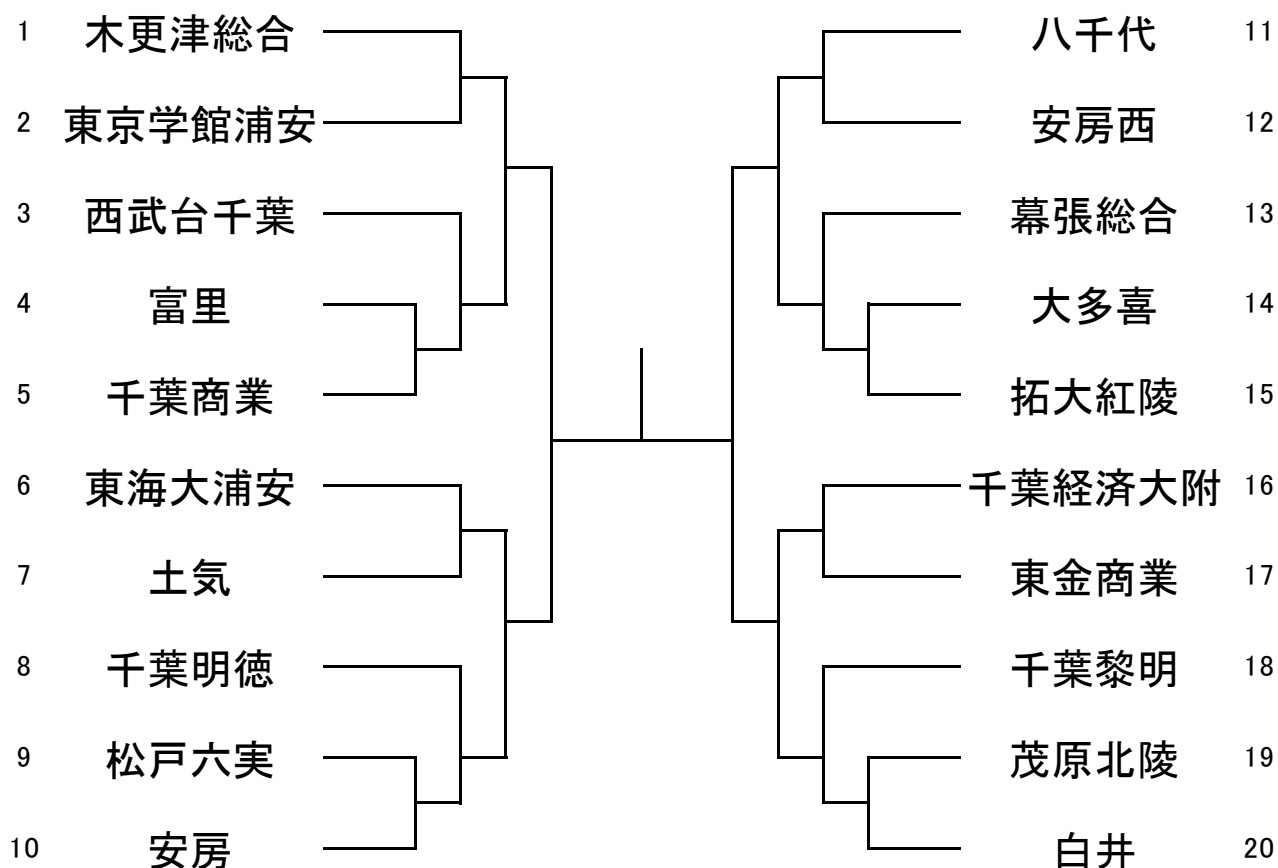 1 木更津総合
2 東京学館浦安
3 西武台千葉
4 富里
5 千葉商業
6 東海大浦安
7 土気
8 千葉明徳
9 松戸六実
10 安房
八千代 11
安房西 12
幕張総合 13
大多喜 14
拓大紅陵 15
千葉経済大附 16
東金商業 17
千葉黎明 18
茂原北陵 19
白井 20